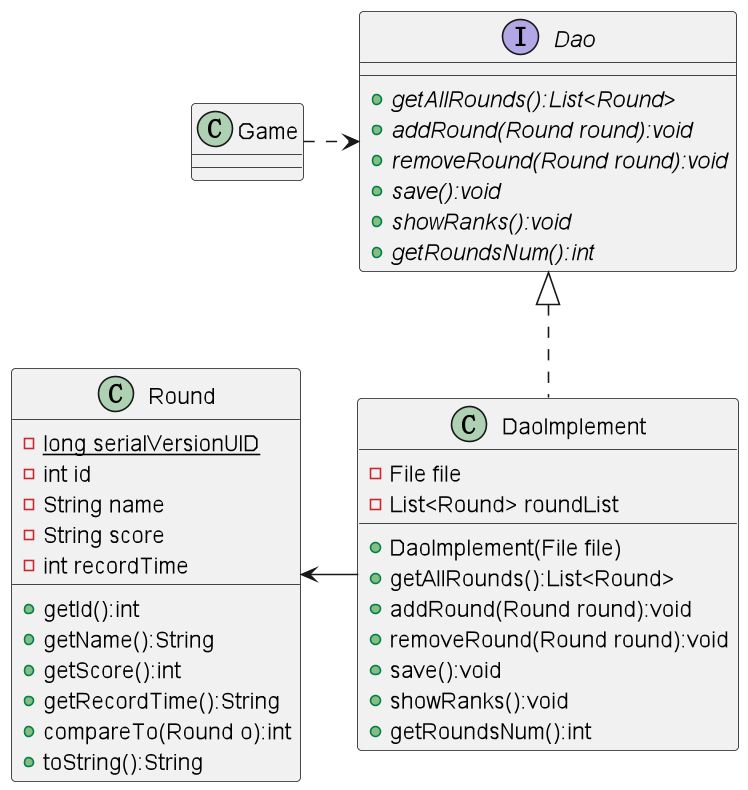 I Dao
getAllRounds():List<Round>
addRound(Round round):void
removeRound(Round round):void
save():void
showRanks():void
getRoundsNum():int
C Game
C Round
long serialVersionUID
int id
String name
String score
int recordTime
getId():int
getName():String
getScore():int
getRecordTime():String
compareTo(Round o):int
toString():String
C DaoImplement
File file
List<Round> roundList
DaoImplement(File file)
getAllRounds():List<Round>
addRound(Round round):void
removeRound(Round round):void
save():void
showRanks():void
getRoundsNum():int